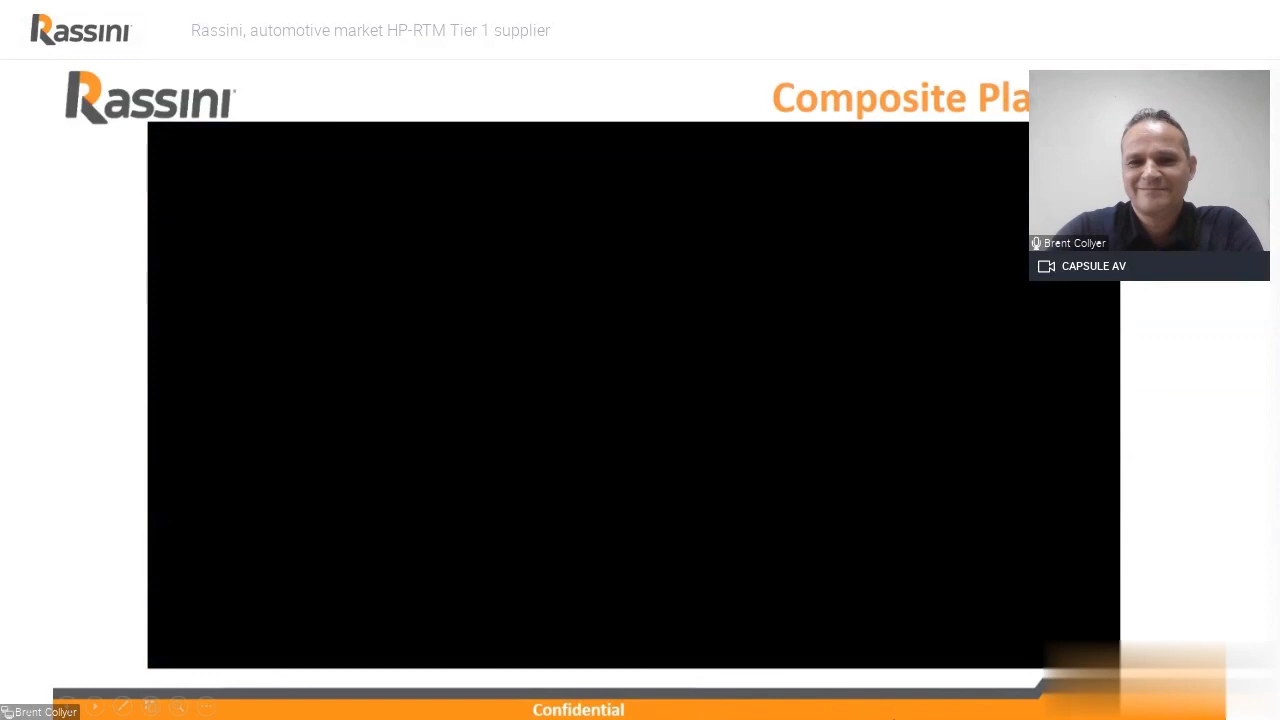 Rassini
Rassini, automotive market HP-RTM Tier 1 supplier
Rassini
Composite Pla
Brent Collyer
CAPSULE AV
Confidential
Brent Collyer